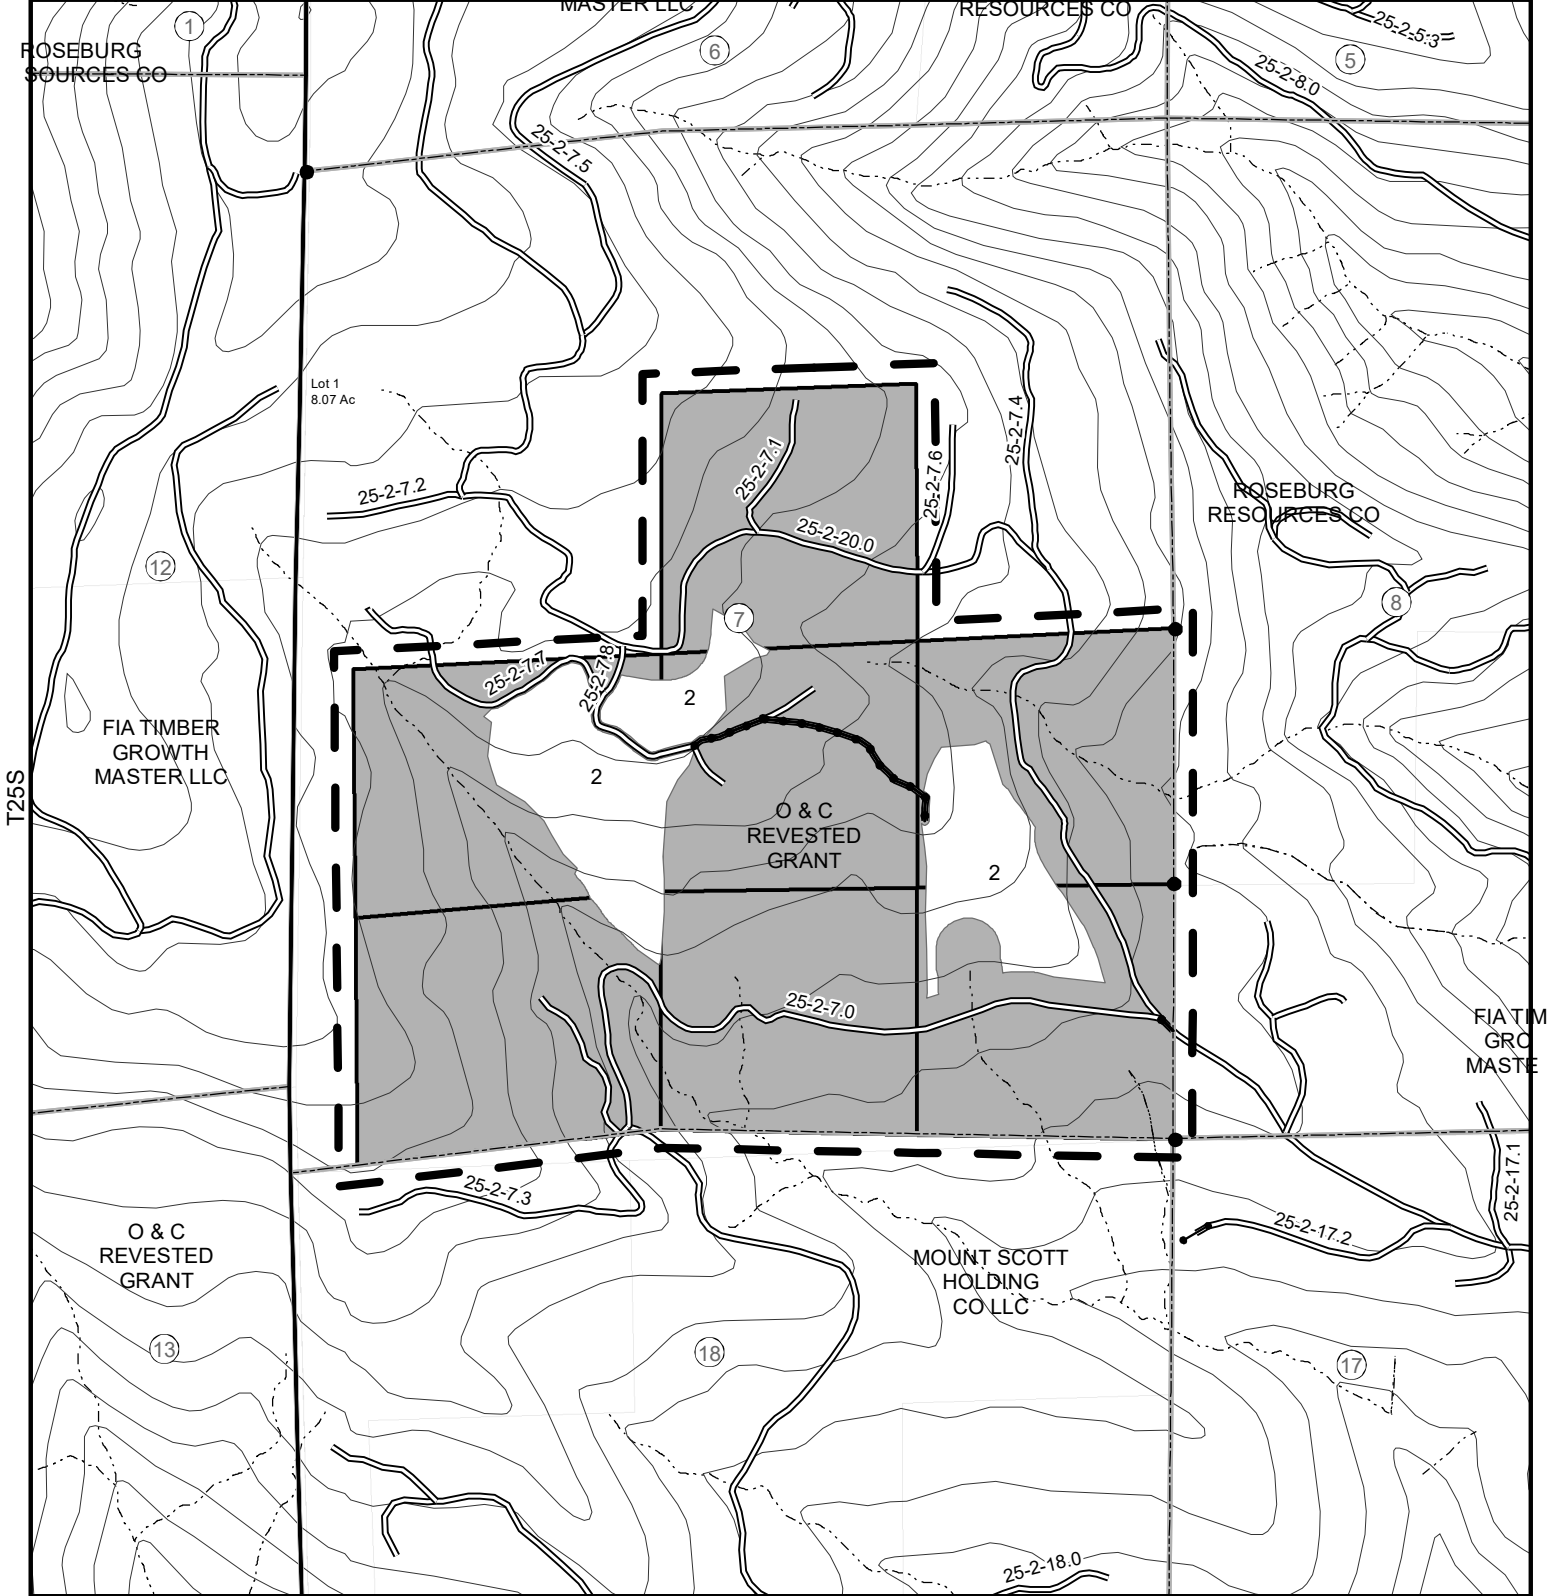 MASTER LLC
RESOURCES CO
1
ROSEBURG
SOURCES CO
6
5
25-2-5.3
25-2-8.0
25-2-7.5
Lot 1
8.07 Ac
25-2-7.4
25-2-7.1
25-2-7.6
25-2-7.2
25-2-20.0
ROSEBURG
RESOURCES CO
12
8
7
25-2-7.7
25-2-7.8
2
2
FIA TIMBER
GROWTH
MASTER LLC
T25S
O & C
REVESTED
GRANT
2
25-2-7.0
FIA TIM
GRO
MASTE
25-2-7.3
25-2-17.1
25-2-17.2
O & C
REVESTED
GRANT
MOUNT SCOTT
HOLDING
CO LLC
13
18
17
25-2-18.0